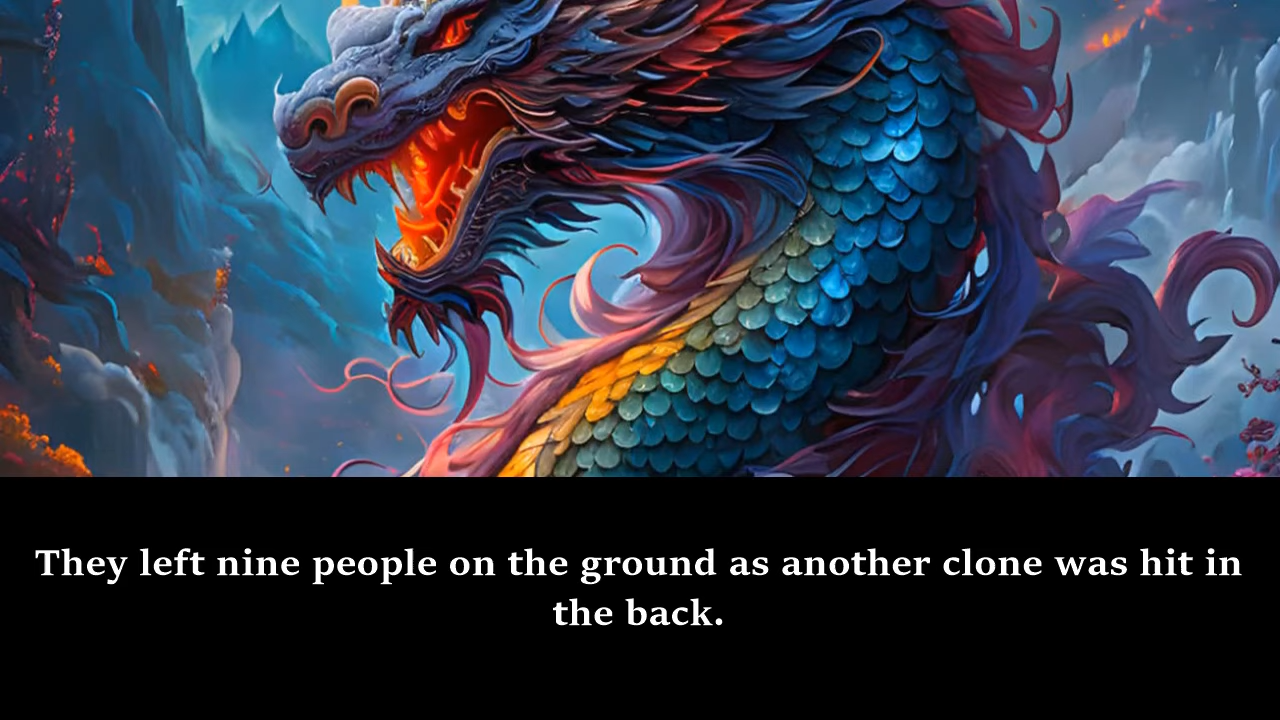 They left nine people on the ground as another clone was hit in
the back.